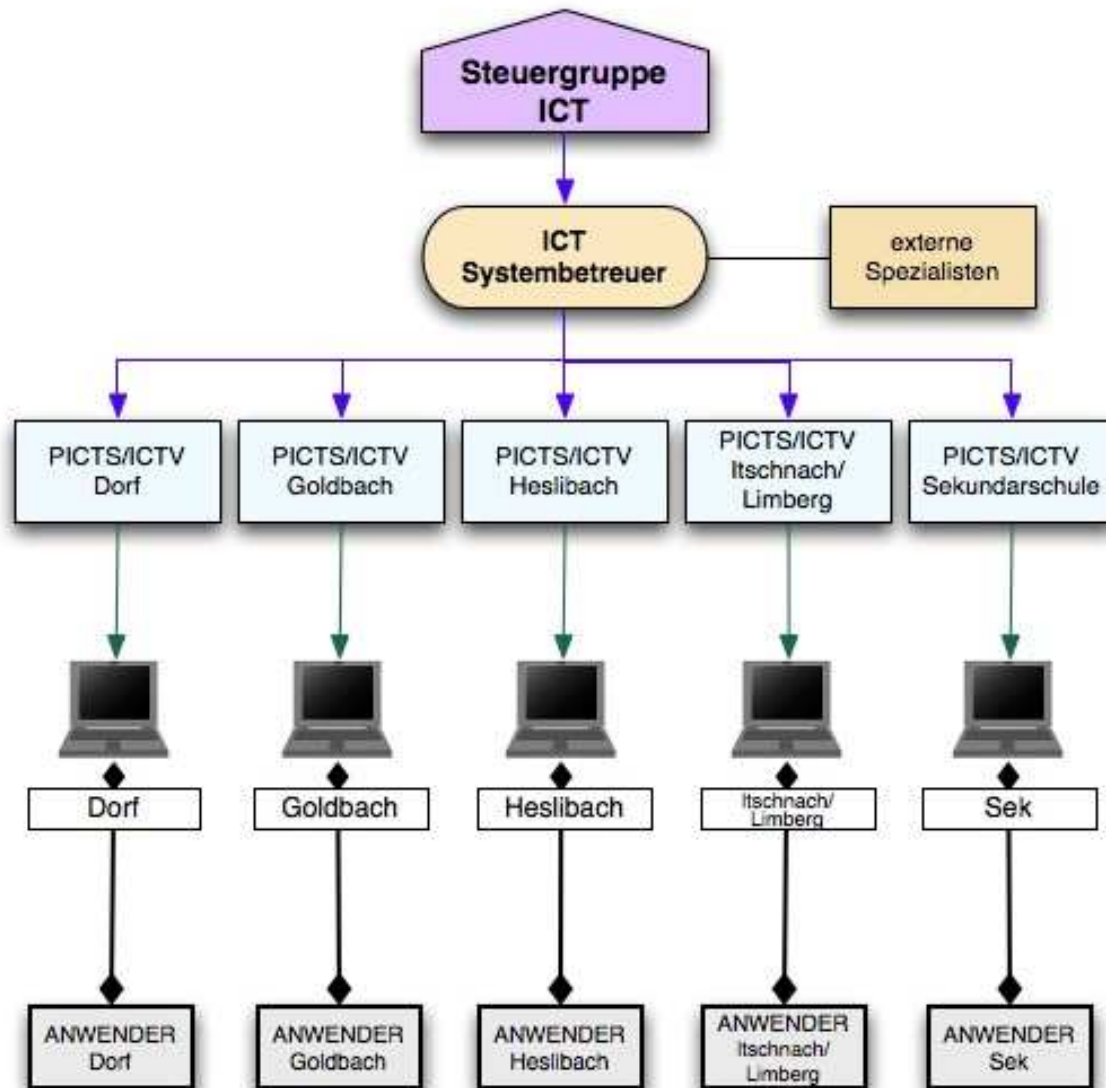 Steuergruppe
ICT
ICT
Systembetreuer
externe
Spezialisten
PICTS/ICTV
Dorf
PICTS/ICTV
Goldbach
PICTS/ICTV
Heslibach
PICTS/ICTV
Itschnach/
Limberg
PICTS/ICTV
Sekundarschule
Dorf
Goldbach
Heslibach
Itschnach/
Limberg
Sek
ANWENDER
Dorf
ANWENDER
Goldbach
ANWENDER
Heslibach
ANWENDER
Itschnach/
Limberg
ANWENDER
Sek